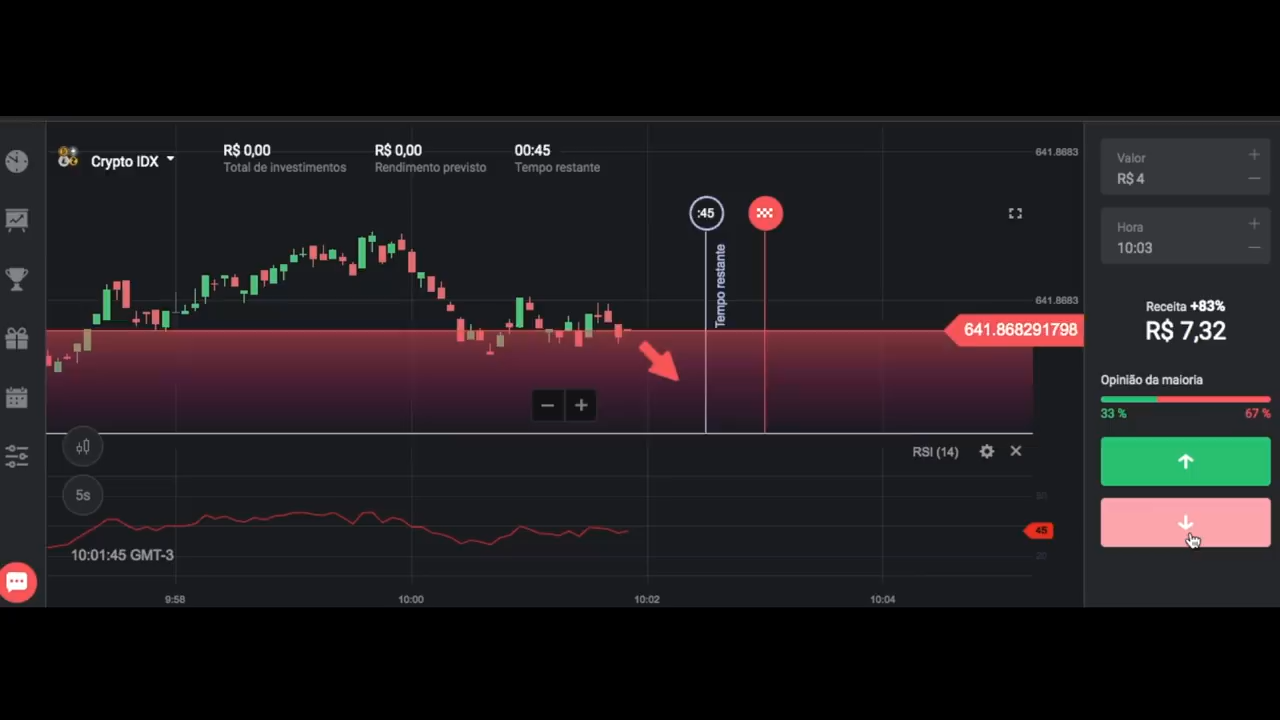 Crypto IDX
R$ 0,00
Total de investimentos
R$ 0,00
Rendimento previsto
00:45
Tempo restante
641.8683
:45
Tempo restante
641.8683
641.868291798
Valor
R$ 4
Hora
10:03
Receita +83%
R$ 7,32
Opinião da maioria
33 % 67 %
RSI (14)
5s
50
45
20
10:01:45 GMT-3
9:58 10:00 10:02 10:04